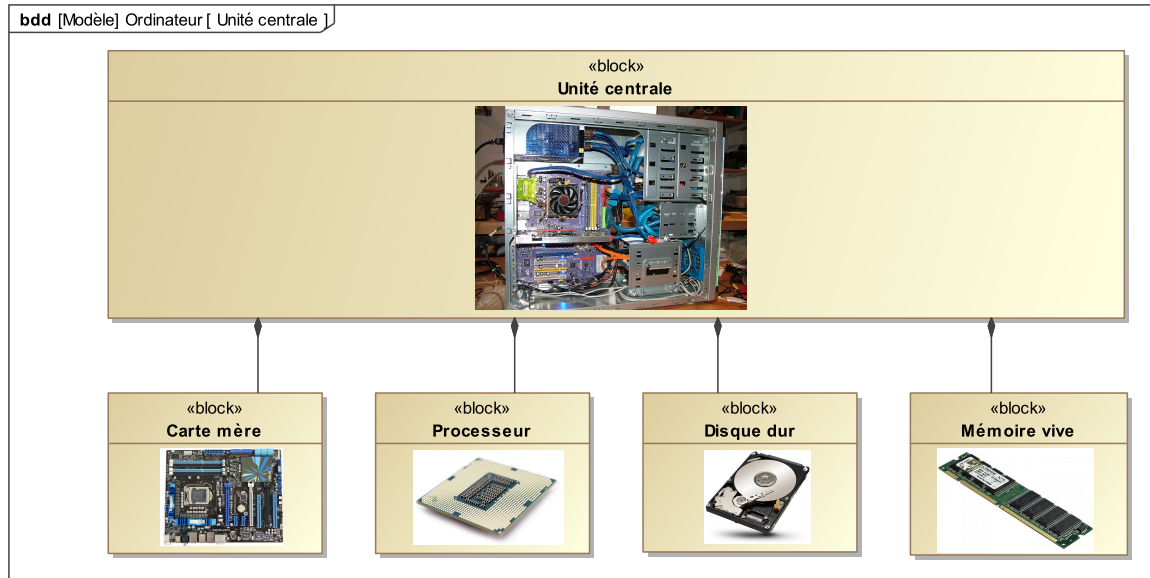 bdd [Modèle] Ordinateur [ Unité centrale ]
«block»
Unité centrale
«block»
Carte mère
«block»
Processeur
«block»
Disque dur
«block»
Mémoire vive